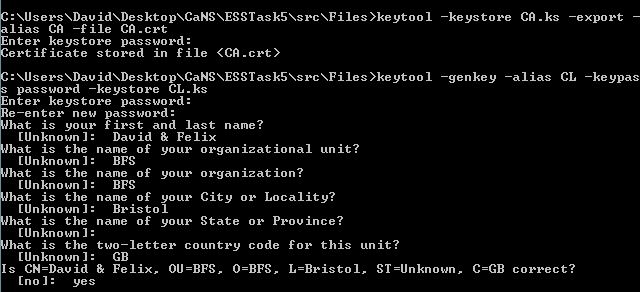 C:\Users\David\Desktop\CaNS\ESSTask5\src\Files>keytool -keystore CA.ks -export -
alias CA -file CA.crt
Enter keystore password:
Certificate stored in file <CA.crt>

C:\Users\David\Desktop\CaNS\ESSTask5\src\Files>keytool -genkey -alias CL -keypas
s password -keystore CL.ks
Enter keystore password:
Re-enter new password:
What is your first and last name?
  [Unknown]:  David & Felix
What is the name of your organizational unit?
  [Unknown]:  BFS
What is the name of your organization?
  [Unknown]:  BFS
What is the name of your City or Locality?
  [Unknown]:  Bristol
What is the name of your State or Province?
  [Unknown]:
What is the two-letter country code for this unit?
  [Unknown]:  GB
Is CN=David & Felix, OU=BFS, O=BFS, L=Bristol, ST=Unknown, C=GB correct?
  [no]:  yes